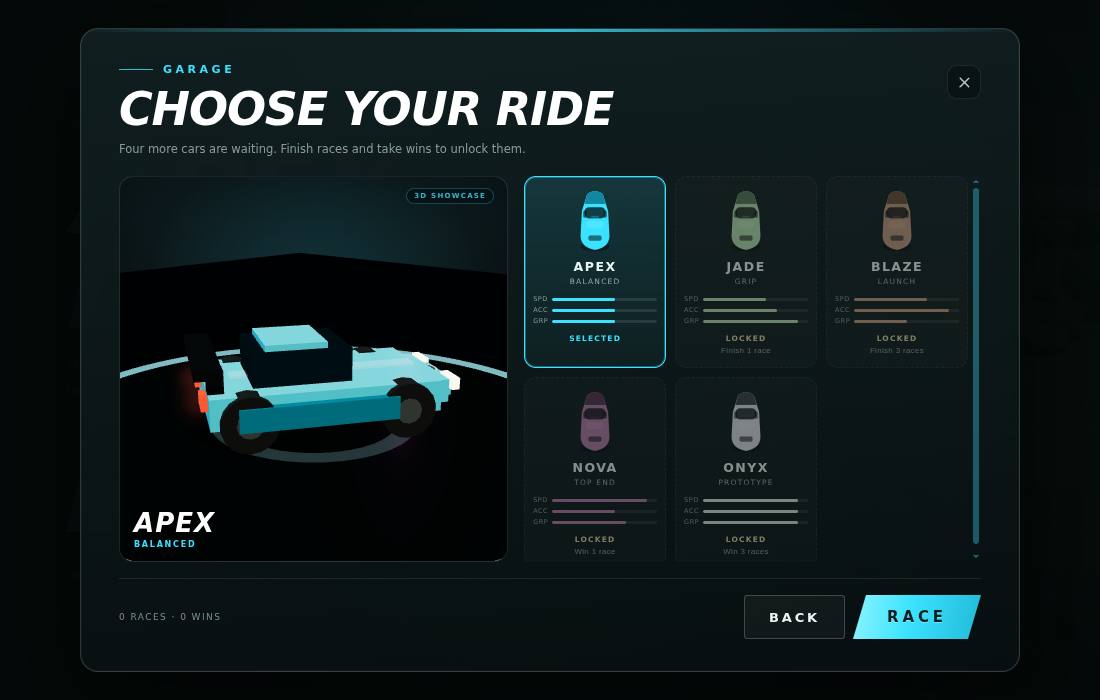 GARAGE
CHOOSE YOUR RIDE
Four more cars are waiting. Finish races and take wins to unlock them.
3D SHOWCASE
APEX
BALANCED
APEX
BALANCED
SPD
ACC
GRP
SELECTED
JADE
GRIP
SPD
ACC
GRP
LOCKED
Finish 1 race
BLAZE
LAUNCH
SPD
ACC
GRP
LOCKED
Finish 3 races
NOVA
TOP END
SPD
ACC
GRP
LOCKED
Win 1 race
ONYX
PROTOTYPE
SPD
ACC
GRP
LOCKED
Win 3 races
0 RACES · 0 WINS
BACK
RACE